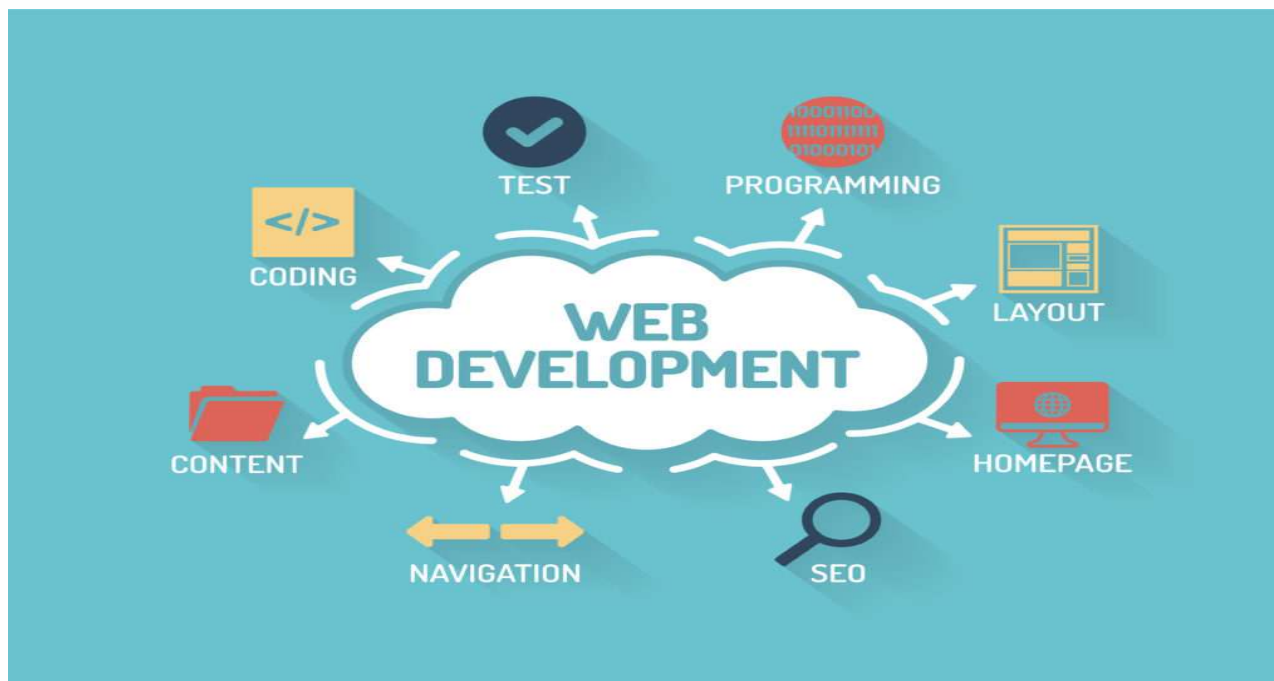 TEST
PROGRAMMING
</>
CODING
LAYOUT
WEB
DEVELOPMENT
CONTENT
HOMEPAGE
NAVIGATION
SEO